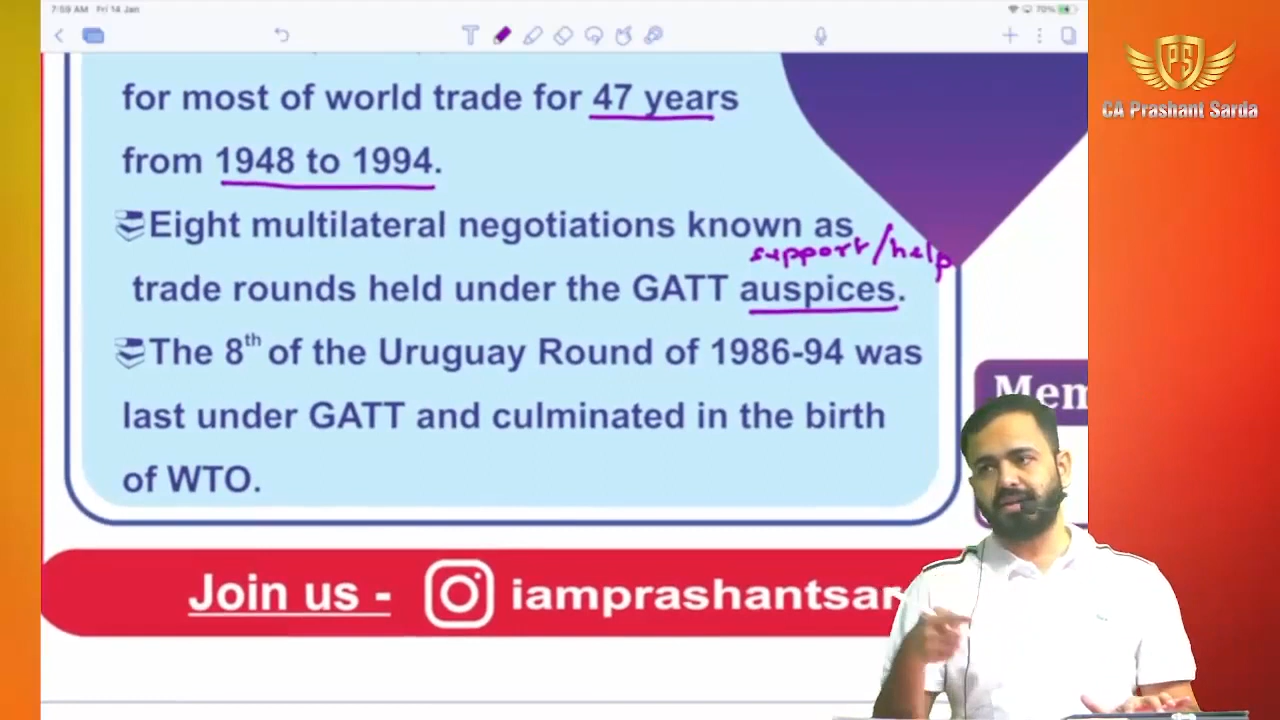 7:59 AM Fri 14 Jan
70%
PS
CA Prashant Sarda
for most of world trade for 47 years
from 1948 to 1994.
Eight multilateral negotiations known as
support/help
trade rounds held under the GATT auspices.
The 8th of the Uruguay Round of 1986-94 was
last under GATT and culminated in the birth
of WTO.
Mem
Join us - iamprashantsar